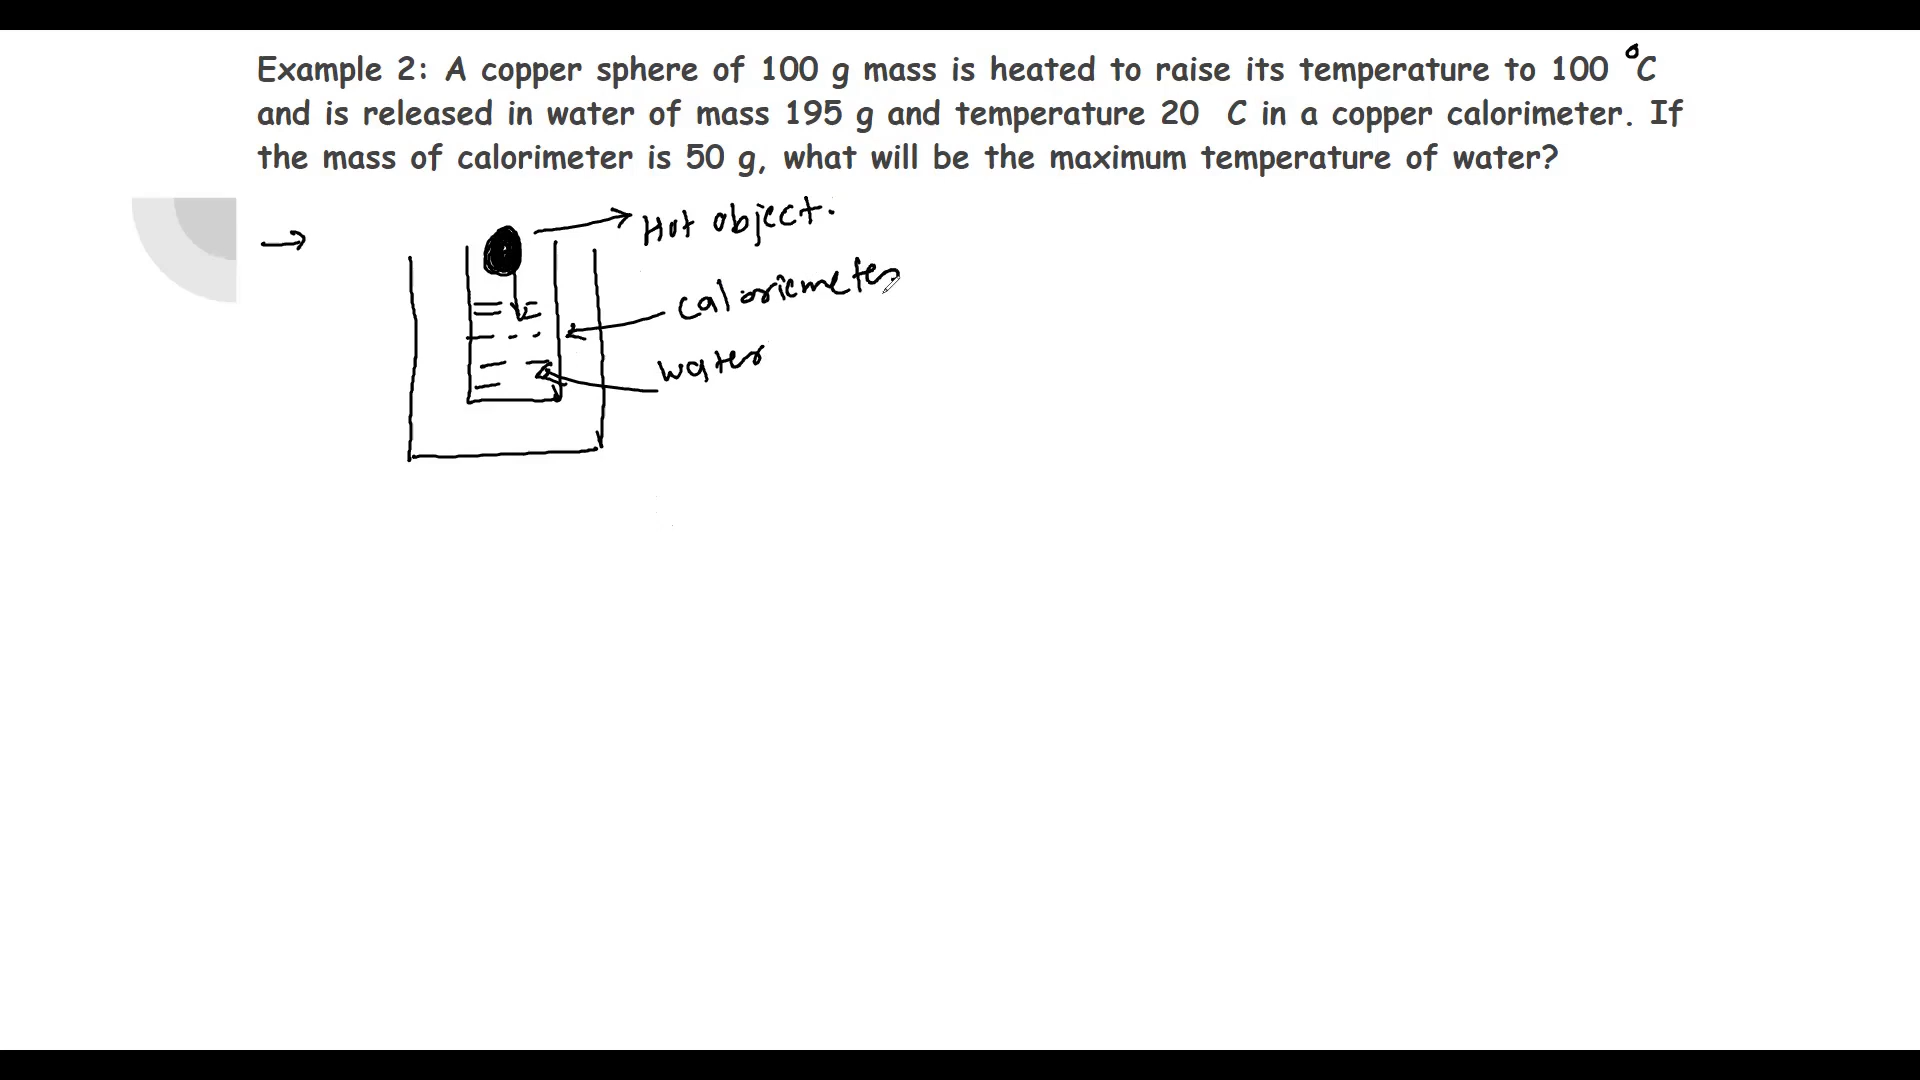 Example 2: A copper sphere of 100 g mass is heated to raise its temperature to 100 °C
and is released in water of mass 195 g and temperature 20 C in a copper calorimeter. If
the mass of calorimeter is 50 g, what will be the maximum temperature of water?
Hot object.
caloricmeter
water